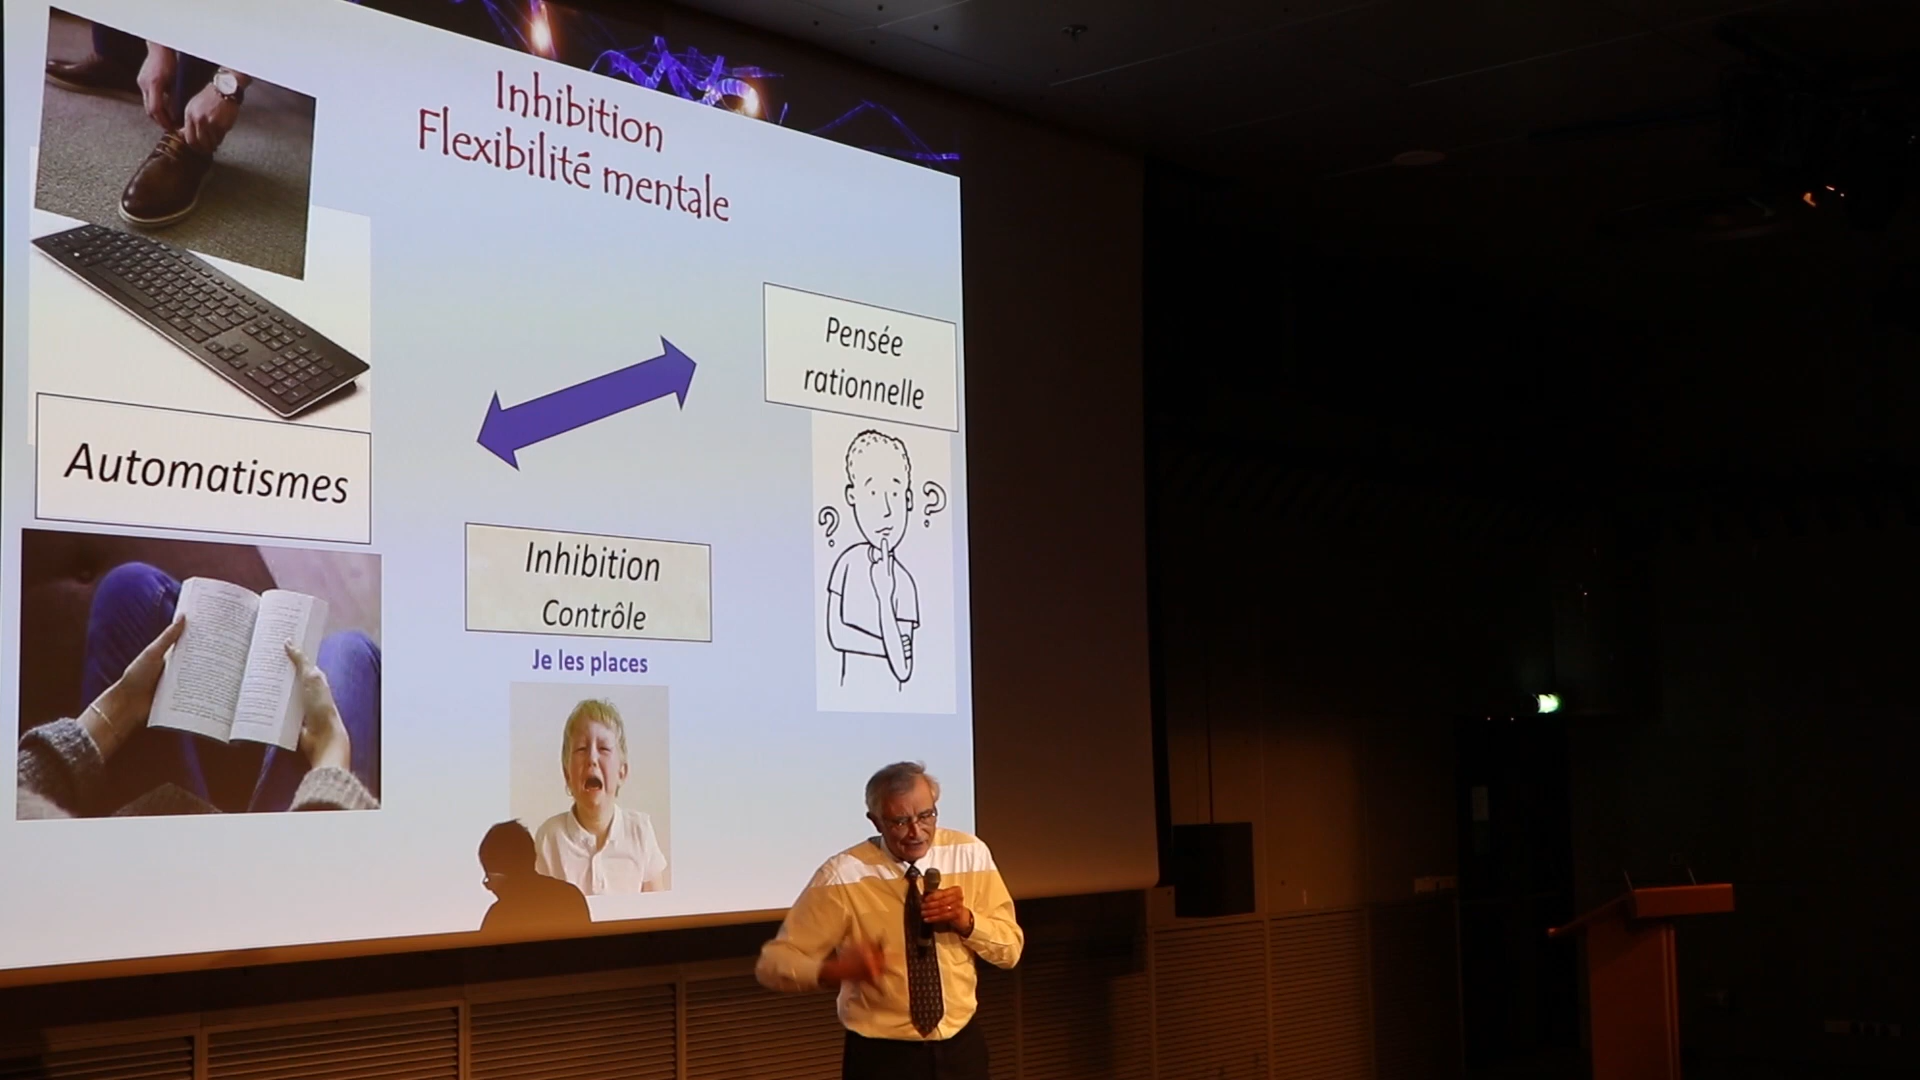 Inhibition
Flexibilité mentale
Pensée
rationnelle
Automatismes
Inhibition
Contrôle
Je les places
?
?